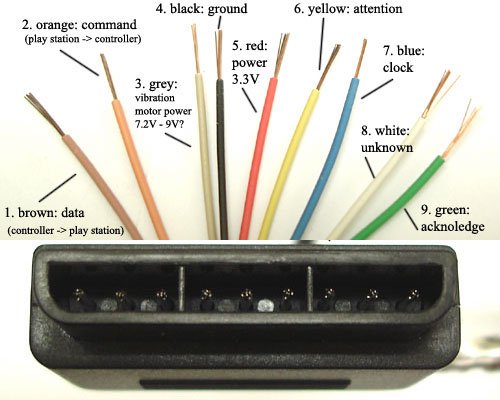 1. brown: data
(controller -> play station)
2. orange: command
(play station -> controller)
3. grey:
vibration
motor power
7.2V - 9V?
4. black: ground
5. red:
power
3.3V
6. yellow: attention
7. blue:
clock
8. white:
unknown
9. green:
acknoledge